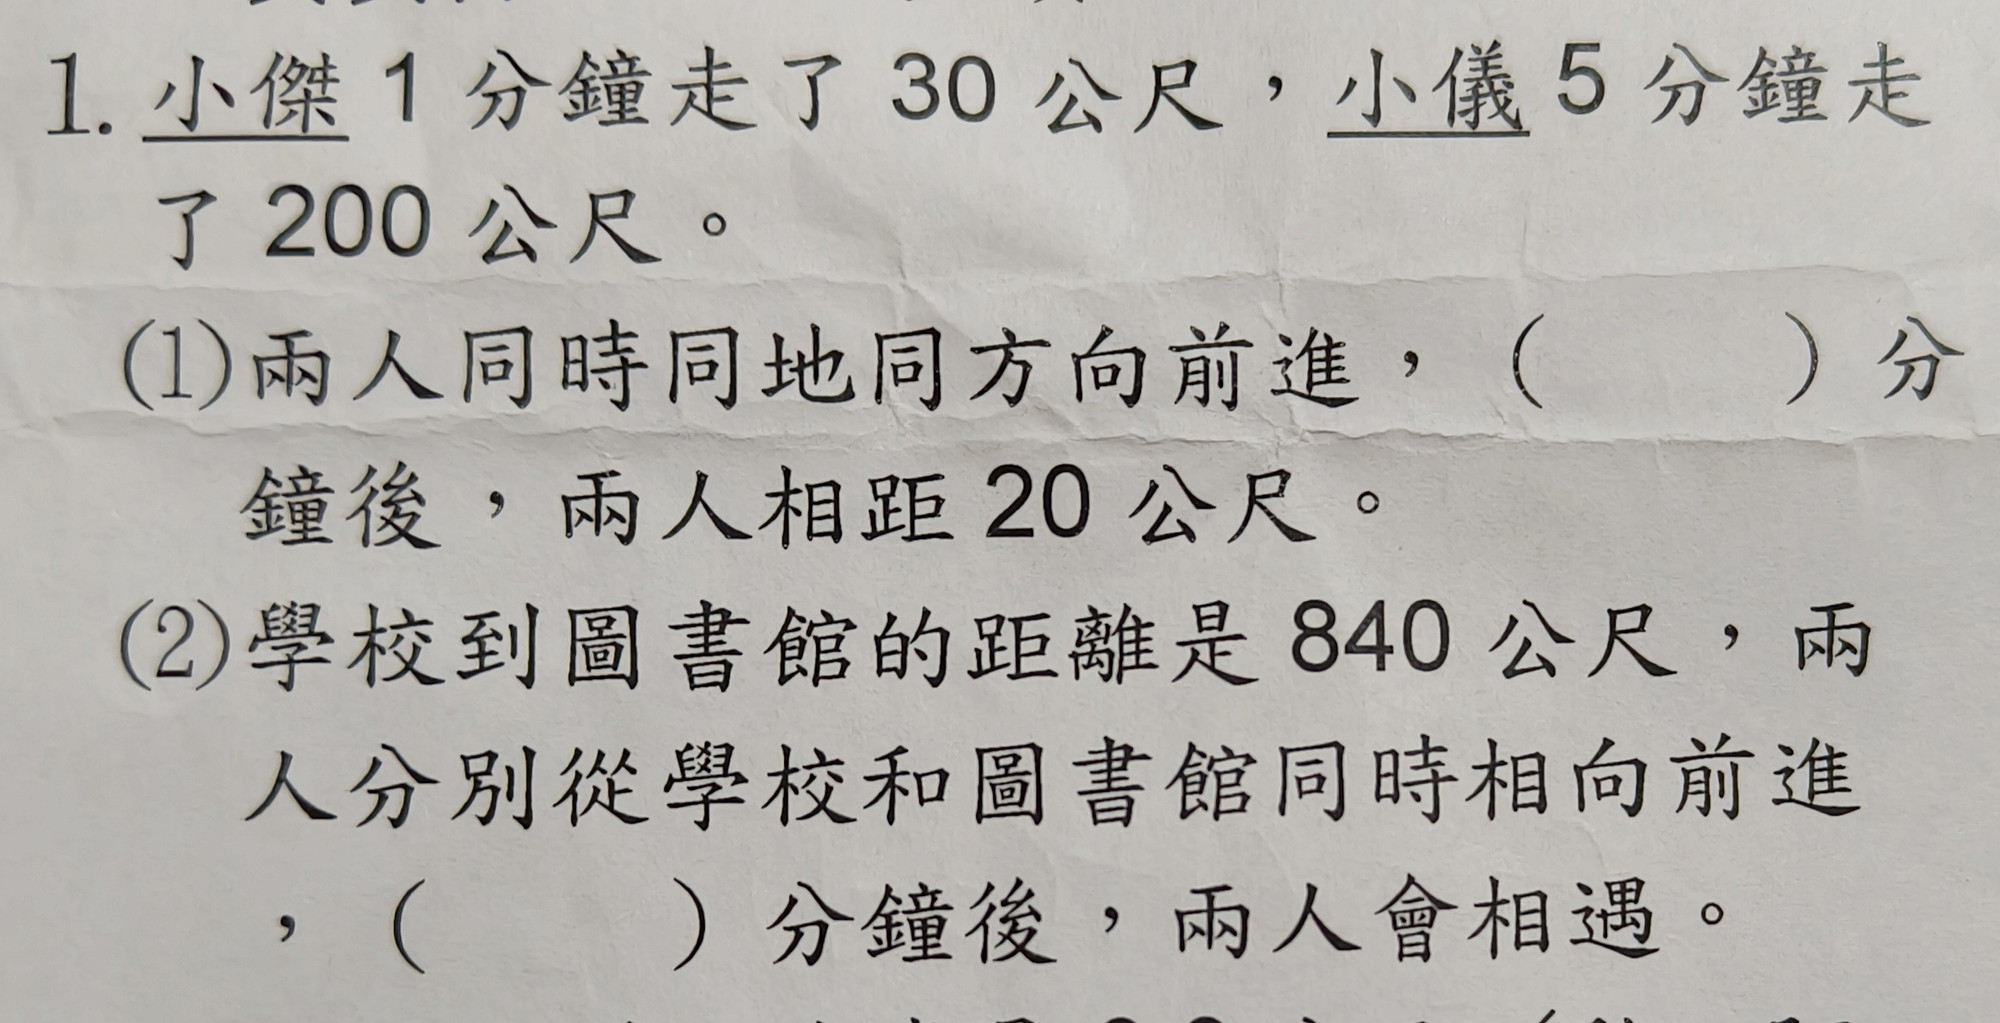 1. 小傑 1 分鐘走了 30 公尺，小儀 5 分鐘走
了 200 公尺。
(1)兩人同時同地同方向前進，(　　)分
鐘後，兩人相距 20 公尺。
(2)學校到圖書館的距離是 840 公尺，兩
人分別從學校和圖書館同時相向前進
，(　　)分鐘後，兩人會相遇。